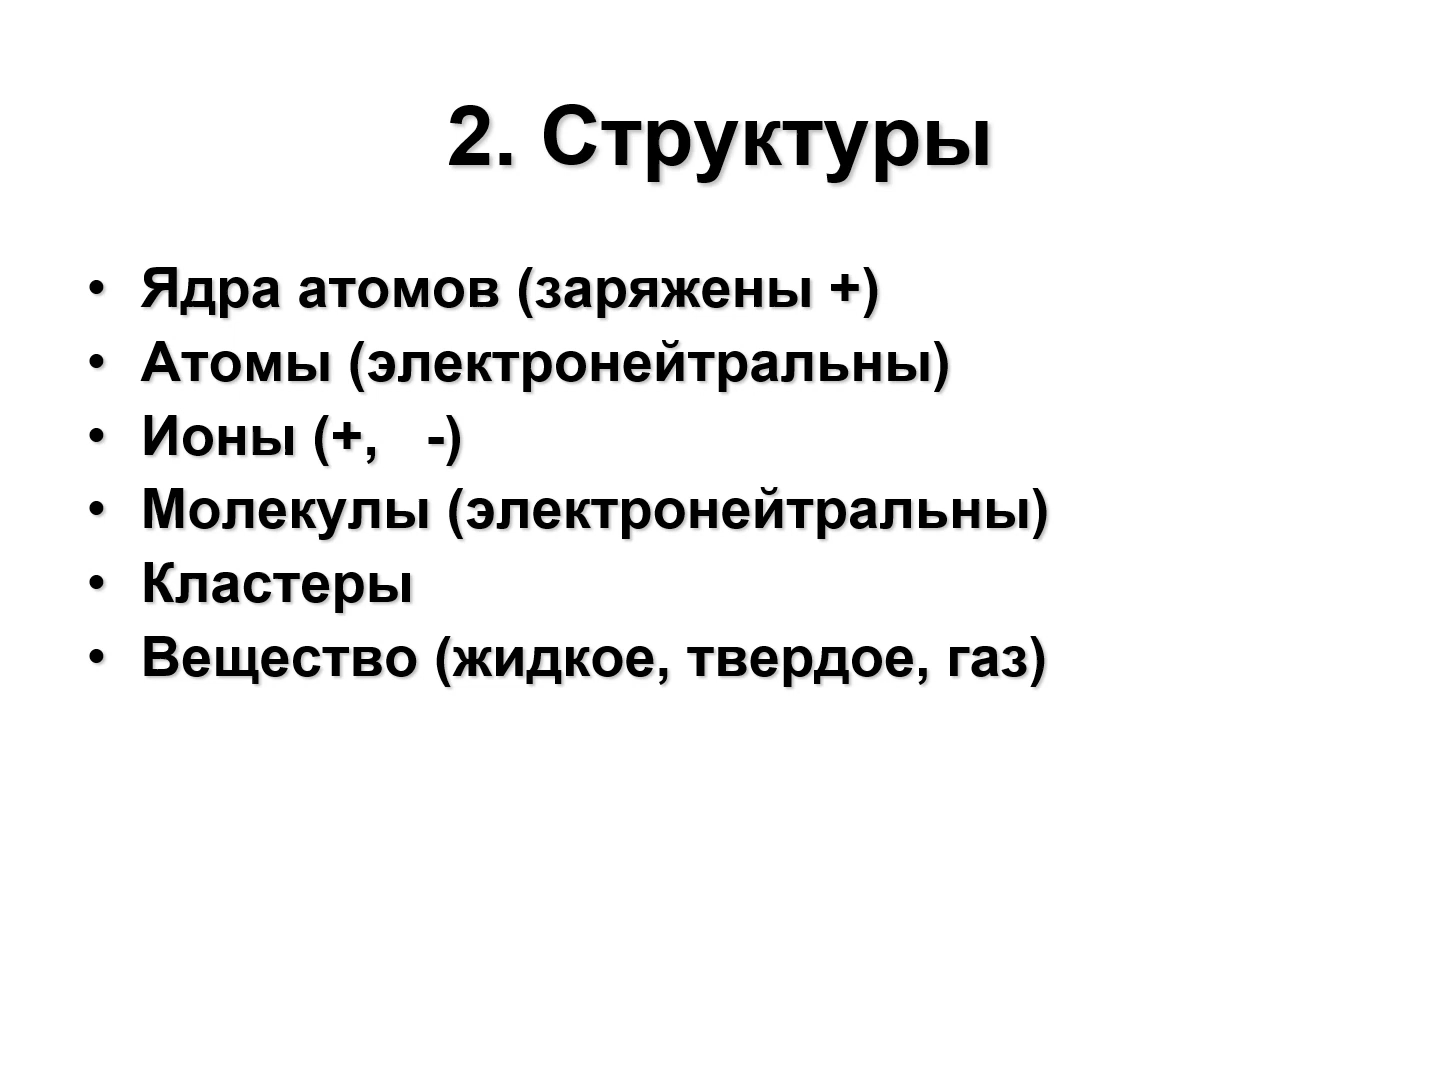 2. Структуры
• Ядра атомов (заряжены +)
• Атомы (электронейтральны)
• Ионы (+,   -)
• Молекулы (электронейтральны)
• Кластеры
• Вещество (жидкое, твердое, газ)